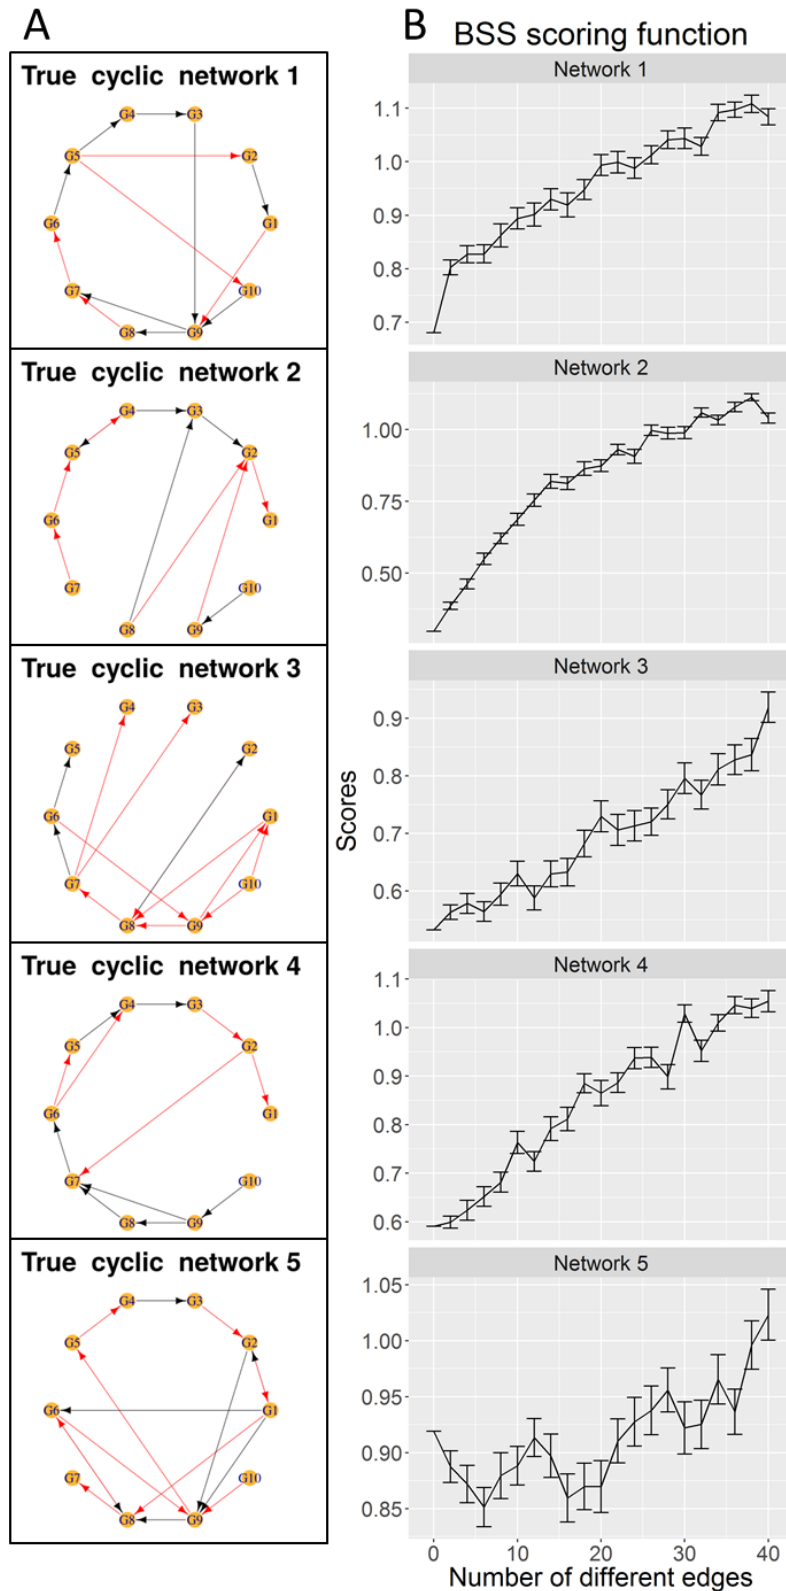 A
B
BSS scoring function
True cyclic network 1
G4
G3
G5
G2
G6
G1
G7
G10
G8
G9
Network 1
1.1
1.0
0.9
0.8
0.7
True cyclic network 2
G4
G3
G5
G2
G6
G1
G7
G10
G8
G9
Network 2
1.00
0.75
0.50
True cyclic network 3
G4
G3
G5
G2
G6
G1
G7
G10
G8
G9
Network 3
0.9
0.8
0.7
0.6
Scores
True cyclic network 4
G4
G3
G5
G2
G6
G1
G7
G10
G8
G9
Network 4
1.1
1.0
0.9
0.8
0.7
0.6
True cyclic network 5
G4
G3
G5
G2
G6
G1
G7
G10
G8
G9
Network 5
1.05
1.00
0.95
0.90
0.85
0 10 20 30 40
Number of different edges